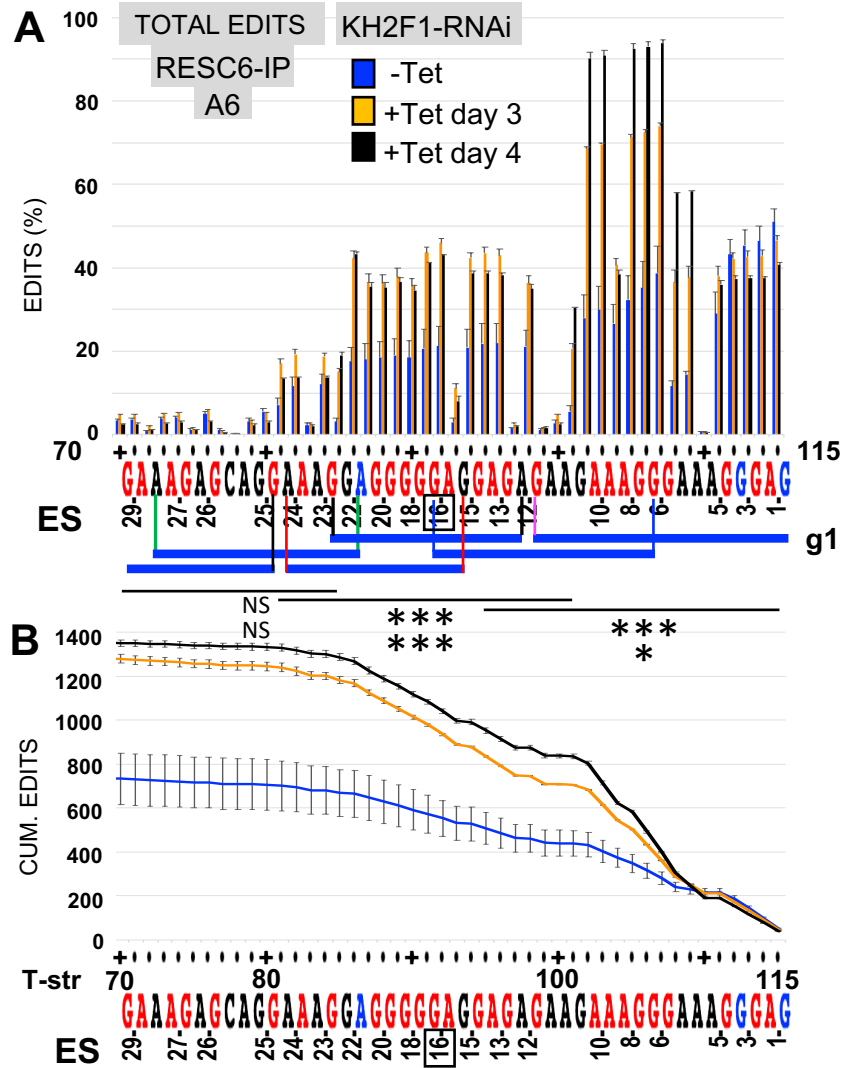 A
TOTAL EDITS
RESC6-IP
A6
KH2F1-RNAi
-Tet
+Tet day 3
+Tet day 4
EDITS (%)
100
80
60
40
20
0
70
115
GAAAGAGCAGGAAAGGAGGGGGAGGAGAGAAGAAAGGGAAAAGGGAG
ES
29- 27- 26- 25- 24- 23- 22- 20- 18- 16- 15- 13- 12- 10- 8- 6- 5- 3- 1-
g1
NS
NS
***
***
***
*
B
CUM. EDITS
1400
1200
1000
800
600
400
200
0
T-str
70 80 100 115
GAAAGAGCAGGAAAGGAGGGGGAGGAGAGAAGAAAGGGAAAAGGGAG
ES
29- 27- 26- 25- 24- 23- 22- 20- 18- 16- 15- 13- 12- 10- 8- 6- 5- 3- 1-